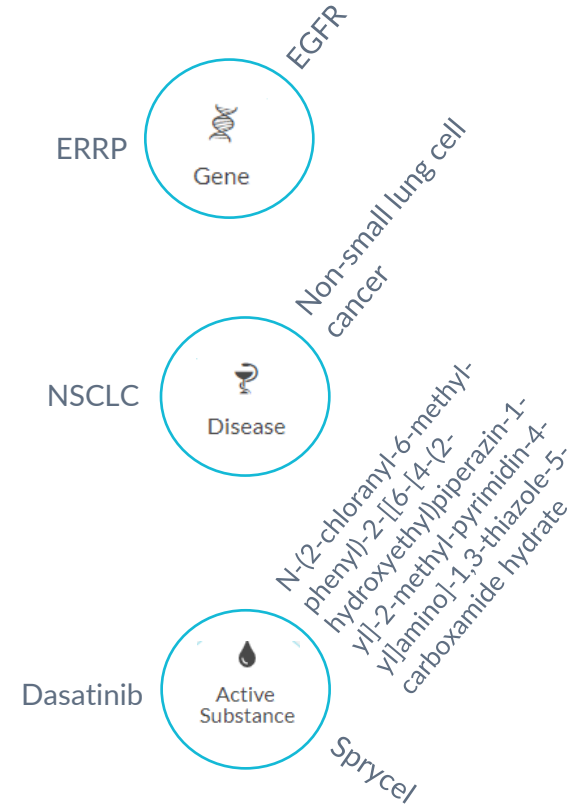 EGFR
ERRP
Gene
Non-small lung cell
cancer
NSCLC
Disease
N-(2-chloranyl-6-methyl-
phenyl)-2-[[6-[4-(2-
hydroxyethyl)piperazin-1-
yl]-2-methyl-pyrimidin-4-
yl]amino]-1,3-thiazole-5-
carboxamide hydrate
Dasatinib
Active
Substance
Sprycel